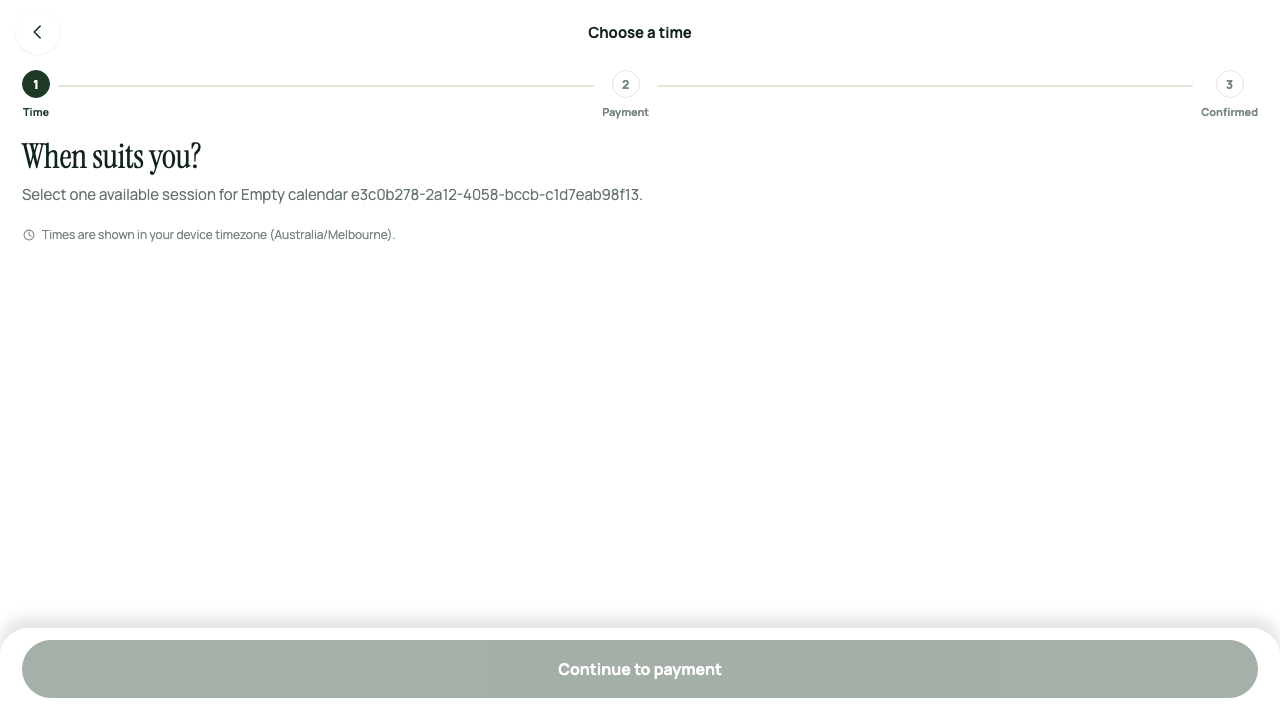 Choose a time
1
2
3
Time
Payment
Confirmed
When suits you?
Select one available session for Empty calendar e3c0b278-2a12-4058-bccb-c1d7eab98f13.
Times are shown in your device timezone (Australia/Melbourne).
Continue to payment